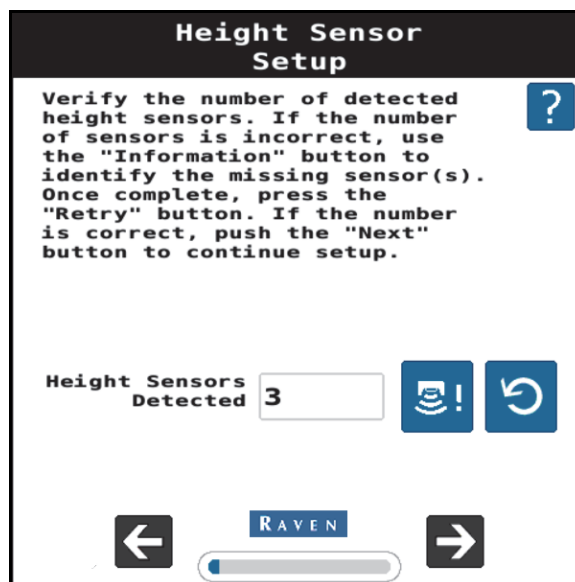 Height Sensor
Setup
Verify the number of detected
height sensors. If the number
of sensors is incorrect, use
the "Information" button to
identify the missing sensor(s).
Once complete, press the
"Retry" button. If the number
is correct, push the "Next"
button to continue setup.
?
Height Sensors
Detected 3
!
RAVEN